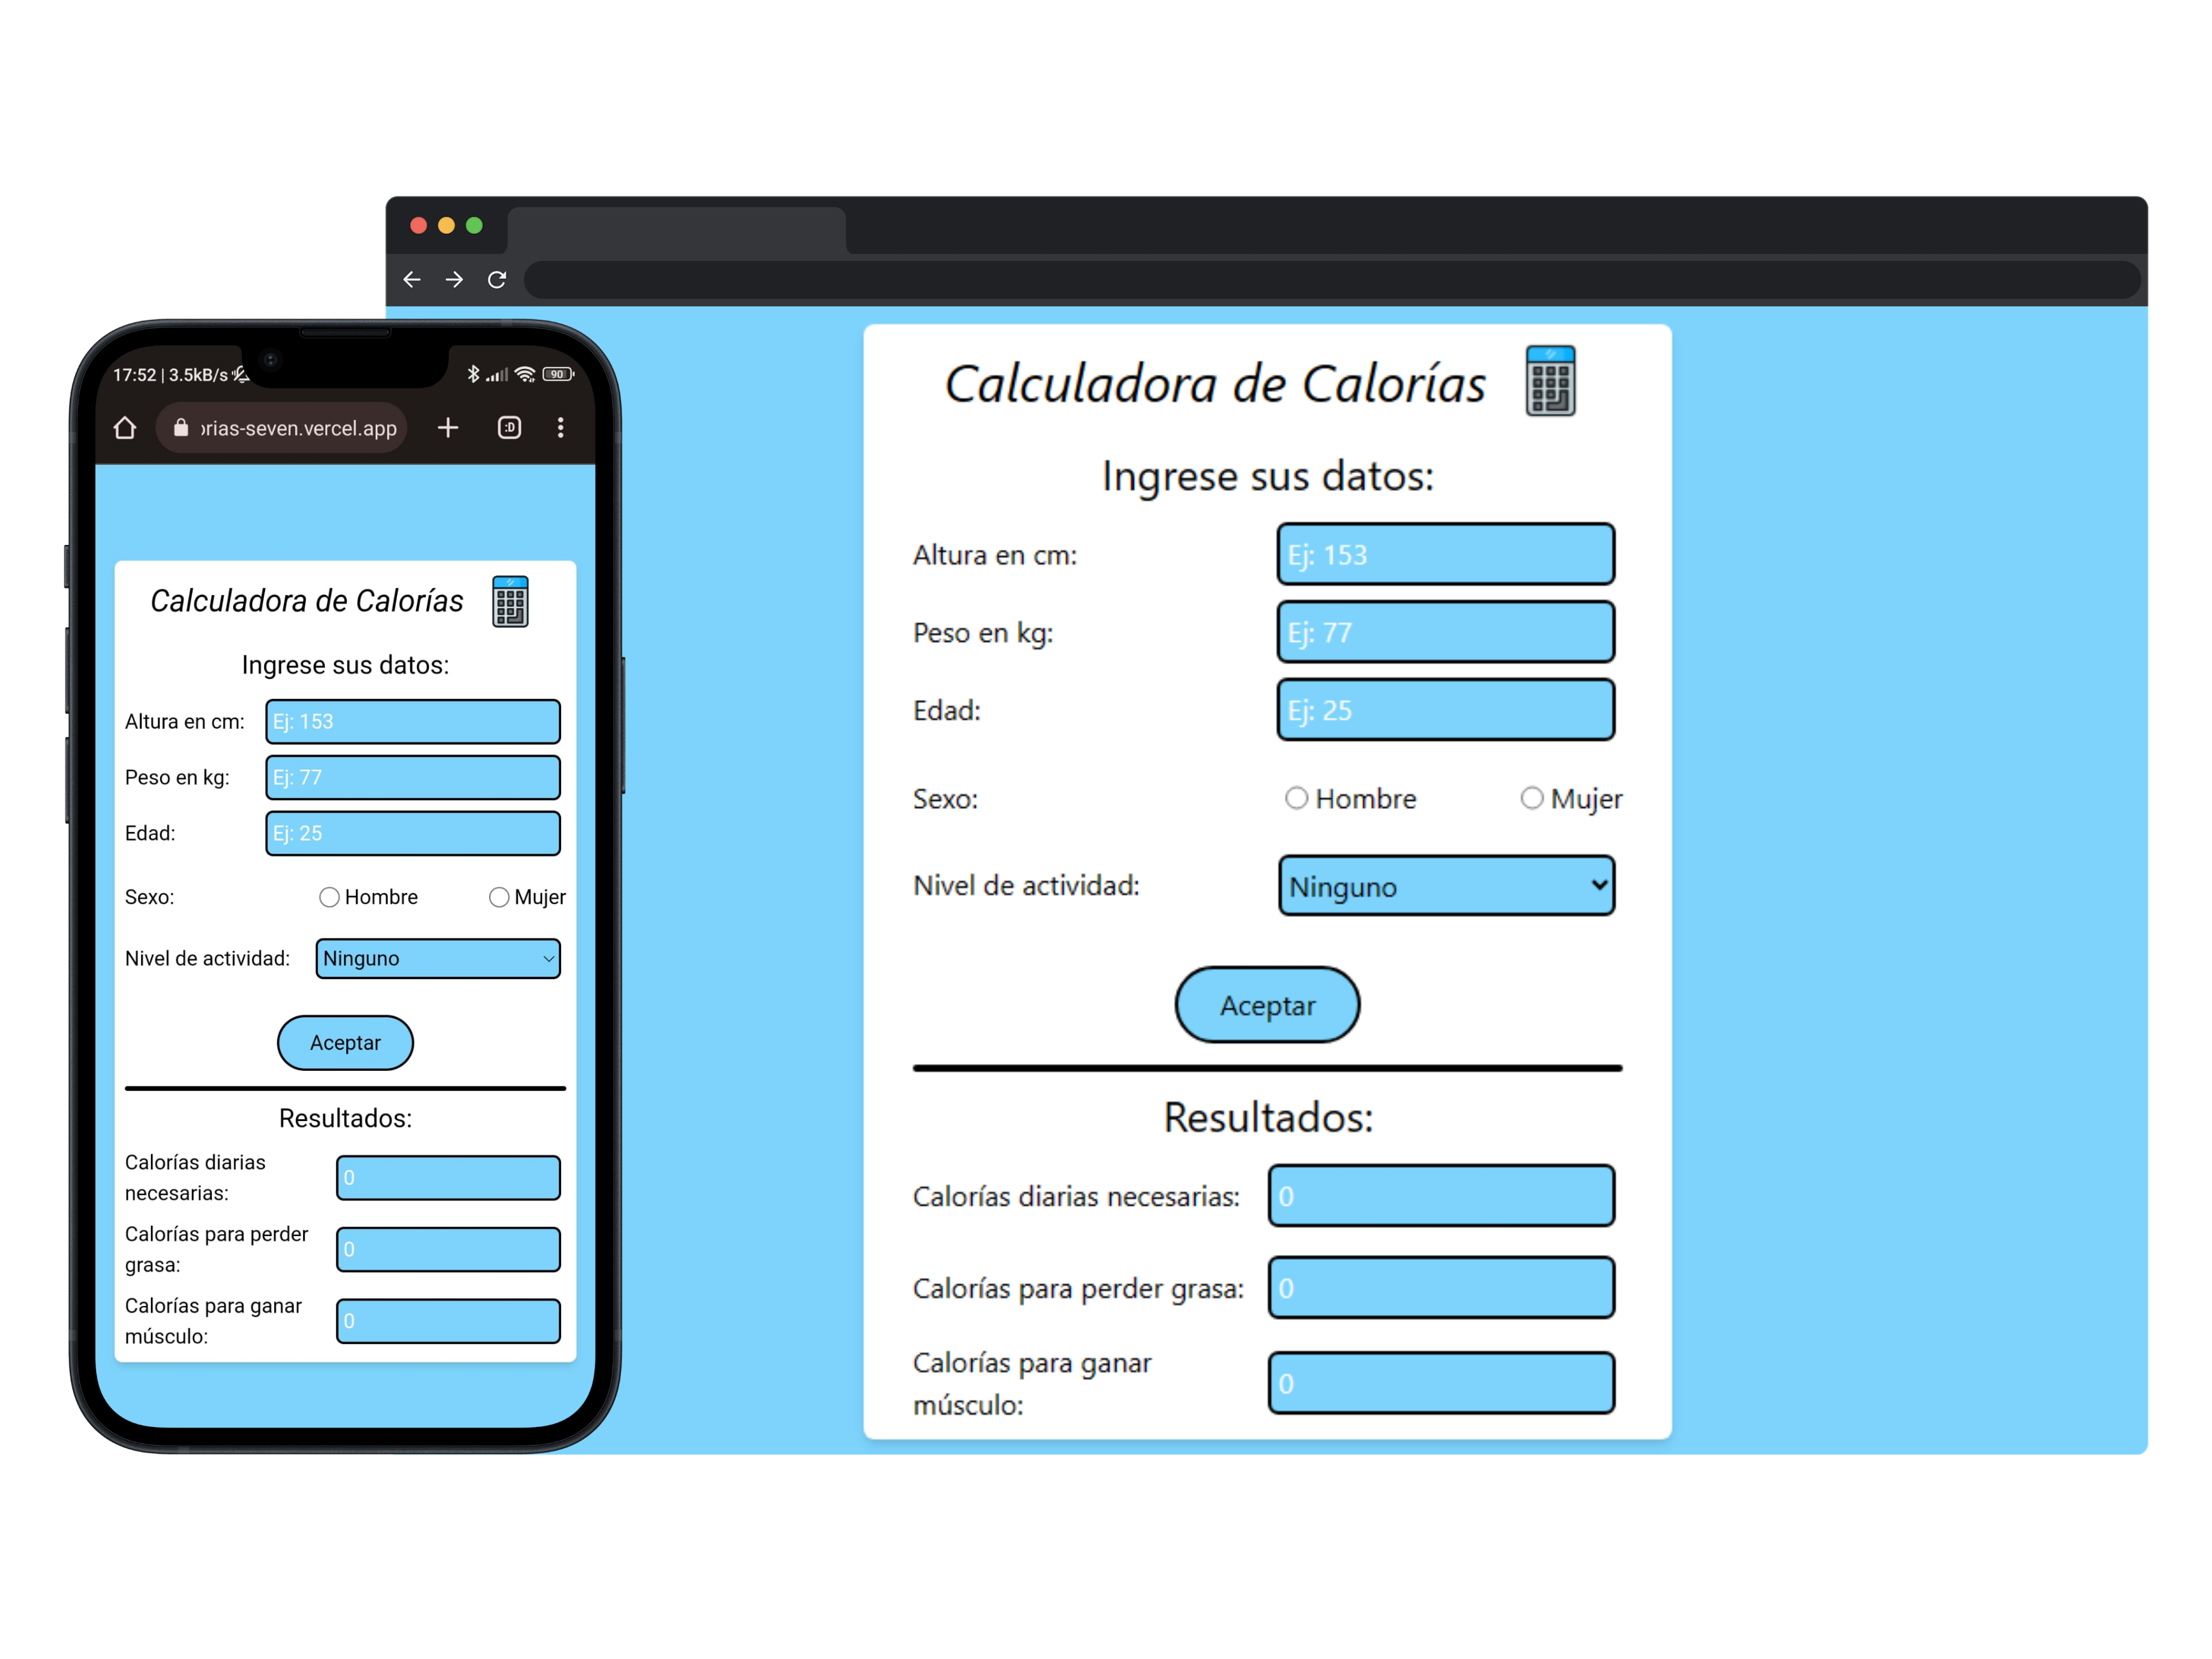 17:52 | 3.5kB/s
90
orias-seven.vercel.app
:D
Calculadora de Calorías
Ingrese sus datos:
Altura en cm: Ej: 153
Peso en kg: Ej: 77
Edad: Ej: 25
Sexo: Hombre Mujer
Nivel de actividad: Ninguno
Aceptar
Resultados:
Calorías diarias
necesarias:
0
Calorías para perder
grasa:
0
Calorías para ganar
músculo:
0
Calculadora de Calorías
Ingrese sus datos:
Altura en cm: Ej: 153
Peso en kg: Ej: 77
Edad: Ej: 25
Sexo: Hombre Mujer
Nivel de actividad: Ninguno
Aceptar
Resultados:
Calorías diarias necesarias: 0
Calorías para perder grasa: 0
Calorías para ganar
músculo:
0